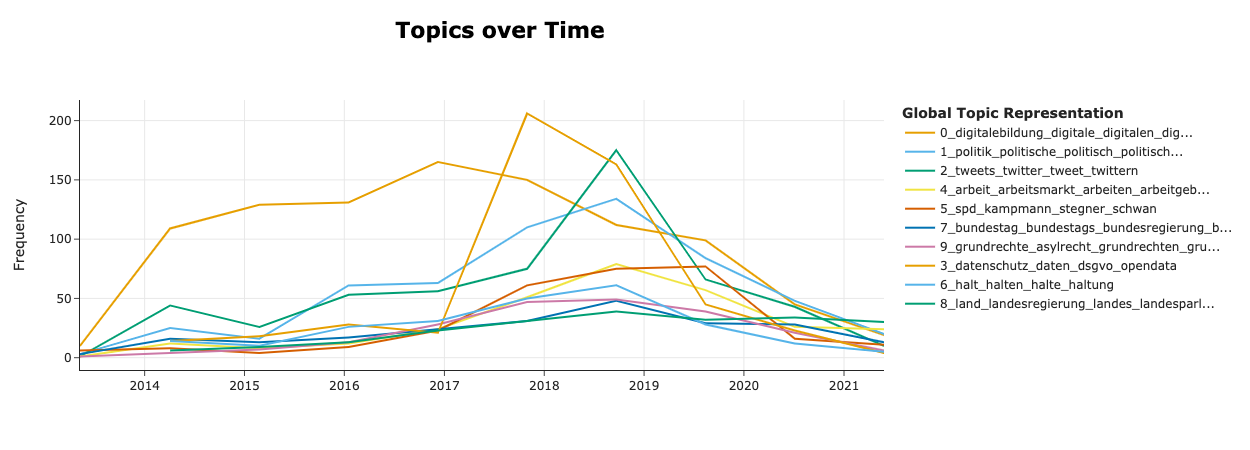 Topics over Time
Frequency
200
150
100
50
0
2014 2015 2016 2017 2018 2019 2020 2021
Global Topic Representation
0_digitalebildung_digitale_digitalen_dig...
1_politik_politische_politisch_politisch...
2_tweets_twitter_tweet_twittern
4_arbeit_arbeitsmarkt_arbeiten_arbeitgeb...
5_spd_kampmann_stegner_schwan
7_bundestag_bundestags_bundesregierung_b...
9_grundrechte_asylrecht_grundrechten_gru...
3_datenschutz_daten_dsgvo_opendata
6_halt_halten_halte_haltung
8_land_landesregierung_landes_landesparl...